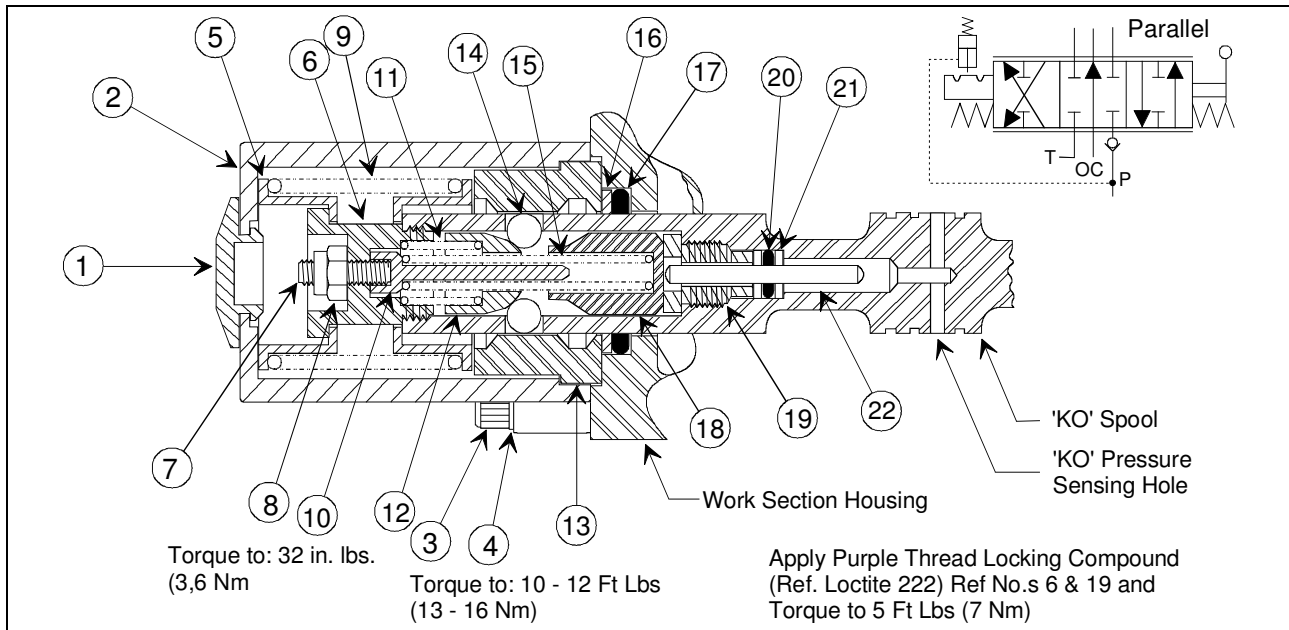 5
9
6
11
14
15
16
17
20
21
2
1
7
8
10
12
3
4
13
18
19
22
Parallel
T
OC
P
'KO' Spool
'KO' Pressure
Sensing Hole
Work Section Housing
Torque to: 32 in. lbs.
(3,6 Nm
Torque to: 10 - 12 Ft Lbs
(13 - 16 Nm)
Apply Purple Thread Locking Compound
(Ref. Loctite 222) Ref No.s 6 & 19 and
Torque to 5 Ft Lbs (7 Nm)